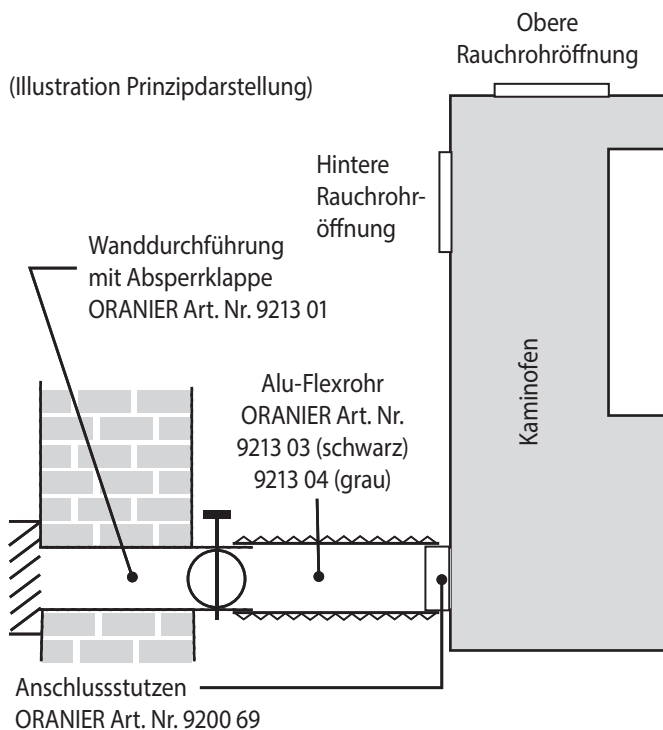 Obere
Rauchrohröffnung
(Illustration Prinzipdarstellung)
Hintere
Rauchrohr-
öffnung
Wanddurchführung
mit Absperrklappe
ORANIER Art. Nr. 9213 01
Alu-Flexrohr
ORANIER Art. Nr.
9213 03 (schwarz)
9213 04 (grau)
Kaminofen
Anschlussstutzen
ORANIER Art. Nr. 9200 69